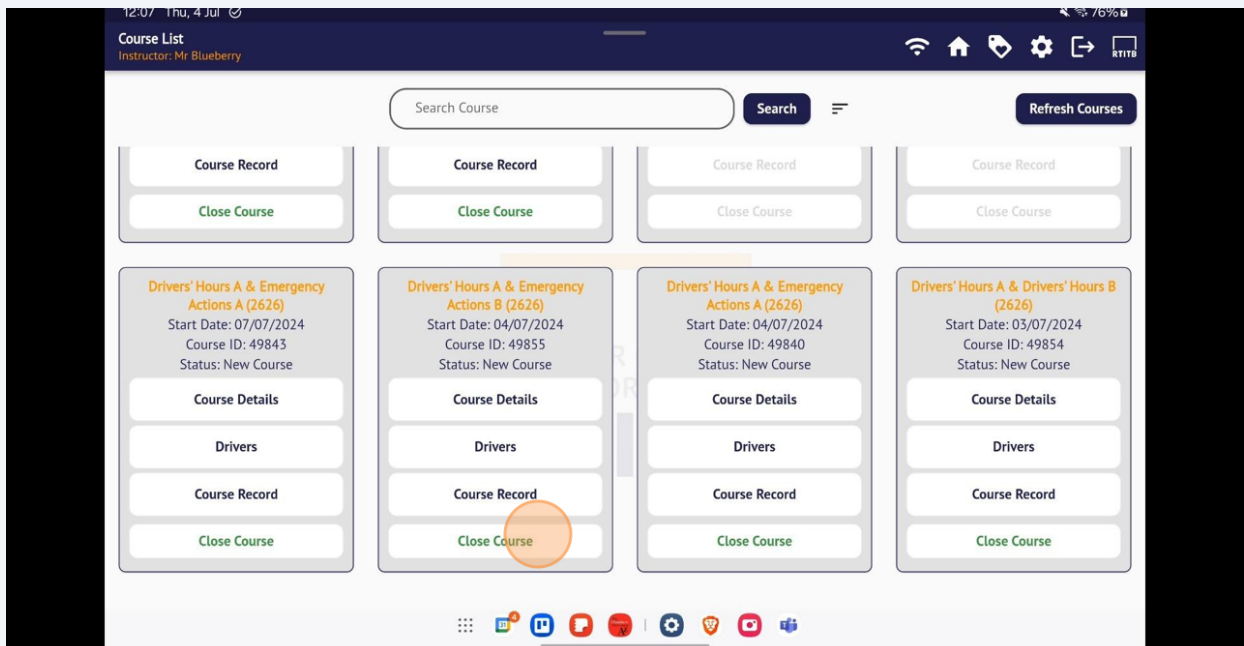 12:07 Thu, 4 Jul
76%
Course List
Instructor: Mr Blueberry
RTITB
Search Course
Search
Refresh Courses
Course Record
Course Record
Course Record
Course Record
Close Course
Close Course
Close Course
Close Course
Drivers' Hours A & Emergency
Actions A (2626)
Start Date: 07/07/2024
Course ID: 49843
Status: New Course
Course Details
Drivers
Course Record
Close Course
Drivers' Hours A & Emergency
Actions B (2626)
Start Date: 04/07/2024
Course ID: 49855
Status: New Course
Course Details
Drivers
Course Record
Close Course
Drivers' Hours A & Emergency
Actions A (2626)
Start Date: 04/07/2024
Course ID: 49840
Status: New Course
Course Details
Drivers
Course Record
Close Course
Drivers' Hours A & Drivers' Hours B
(2626)
Start Date: 03/07/2024
Course ID: 49854
Status: New Course
Course Details
Drivers
Course Record
Close Course
31
4